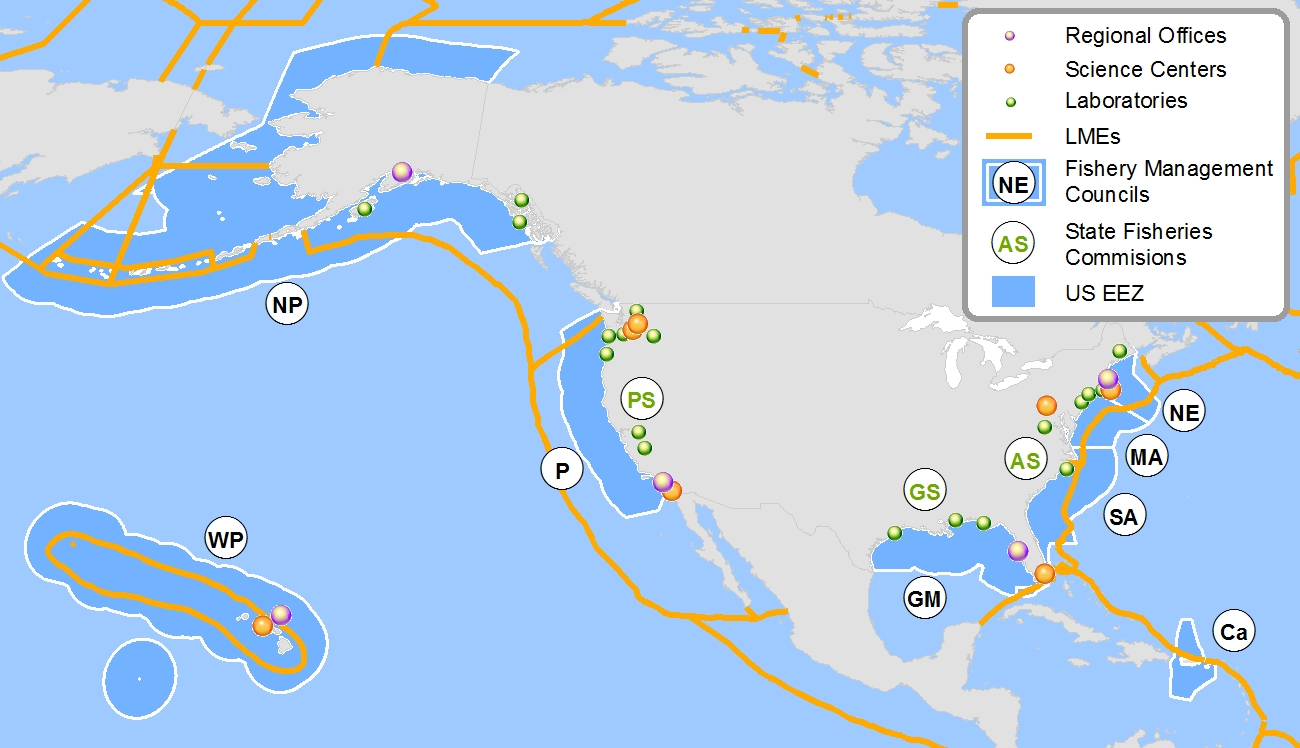 Regional Offices
Science Centers
Laboratories
LMEs
NE
Fishery Management
Councils
AS
State Fisheries
Commisions
US EEZ
NP
PS
P
NE
MA
AS
SA
GS
GM
WP
Ca